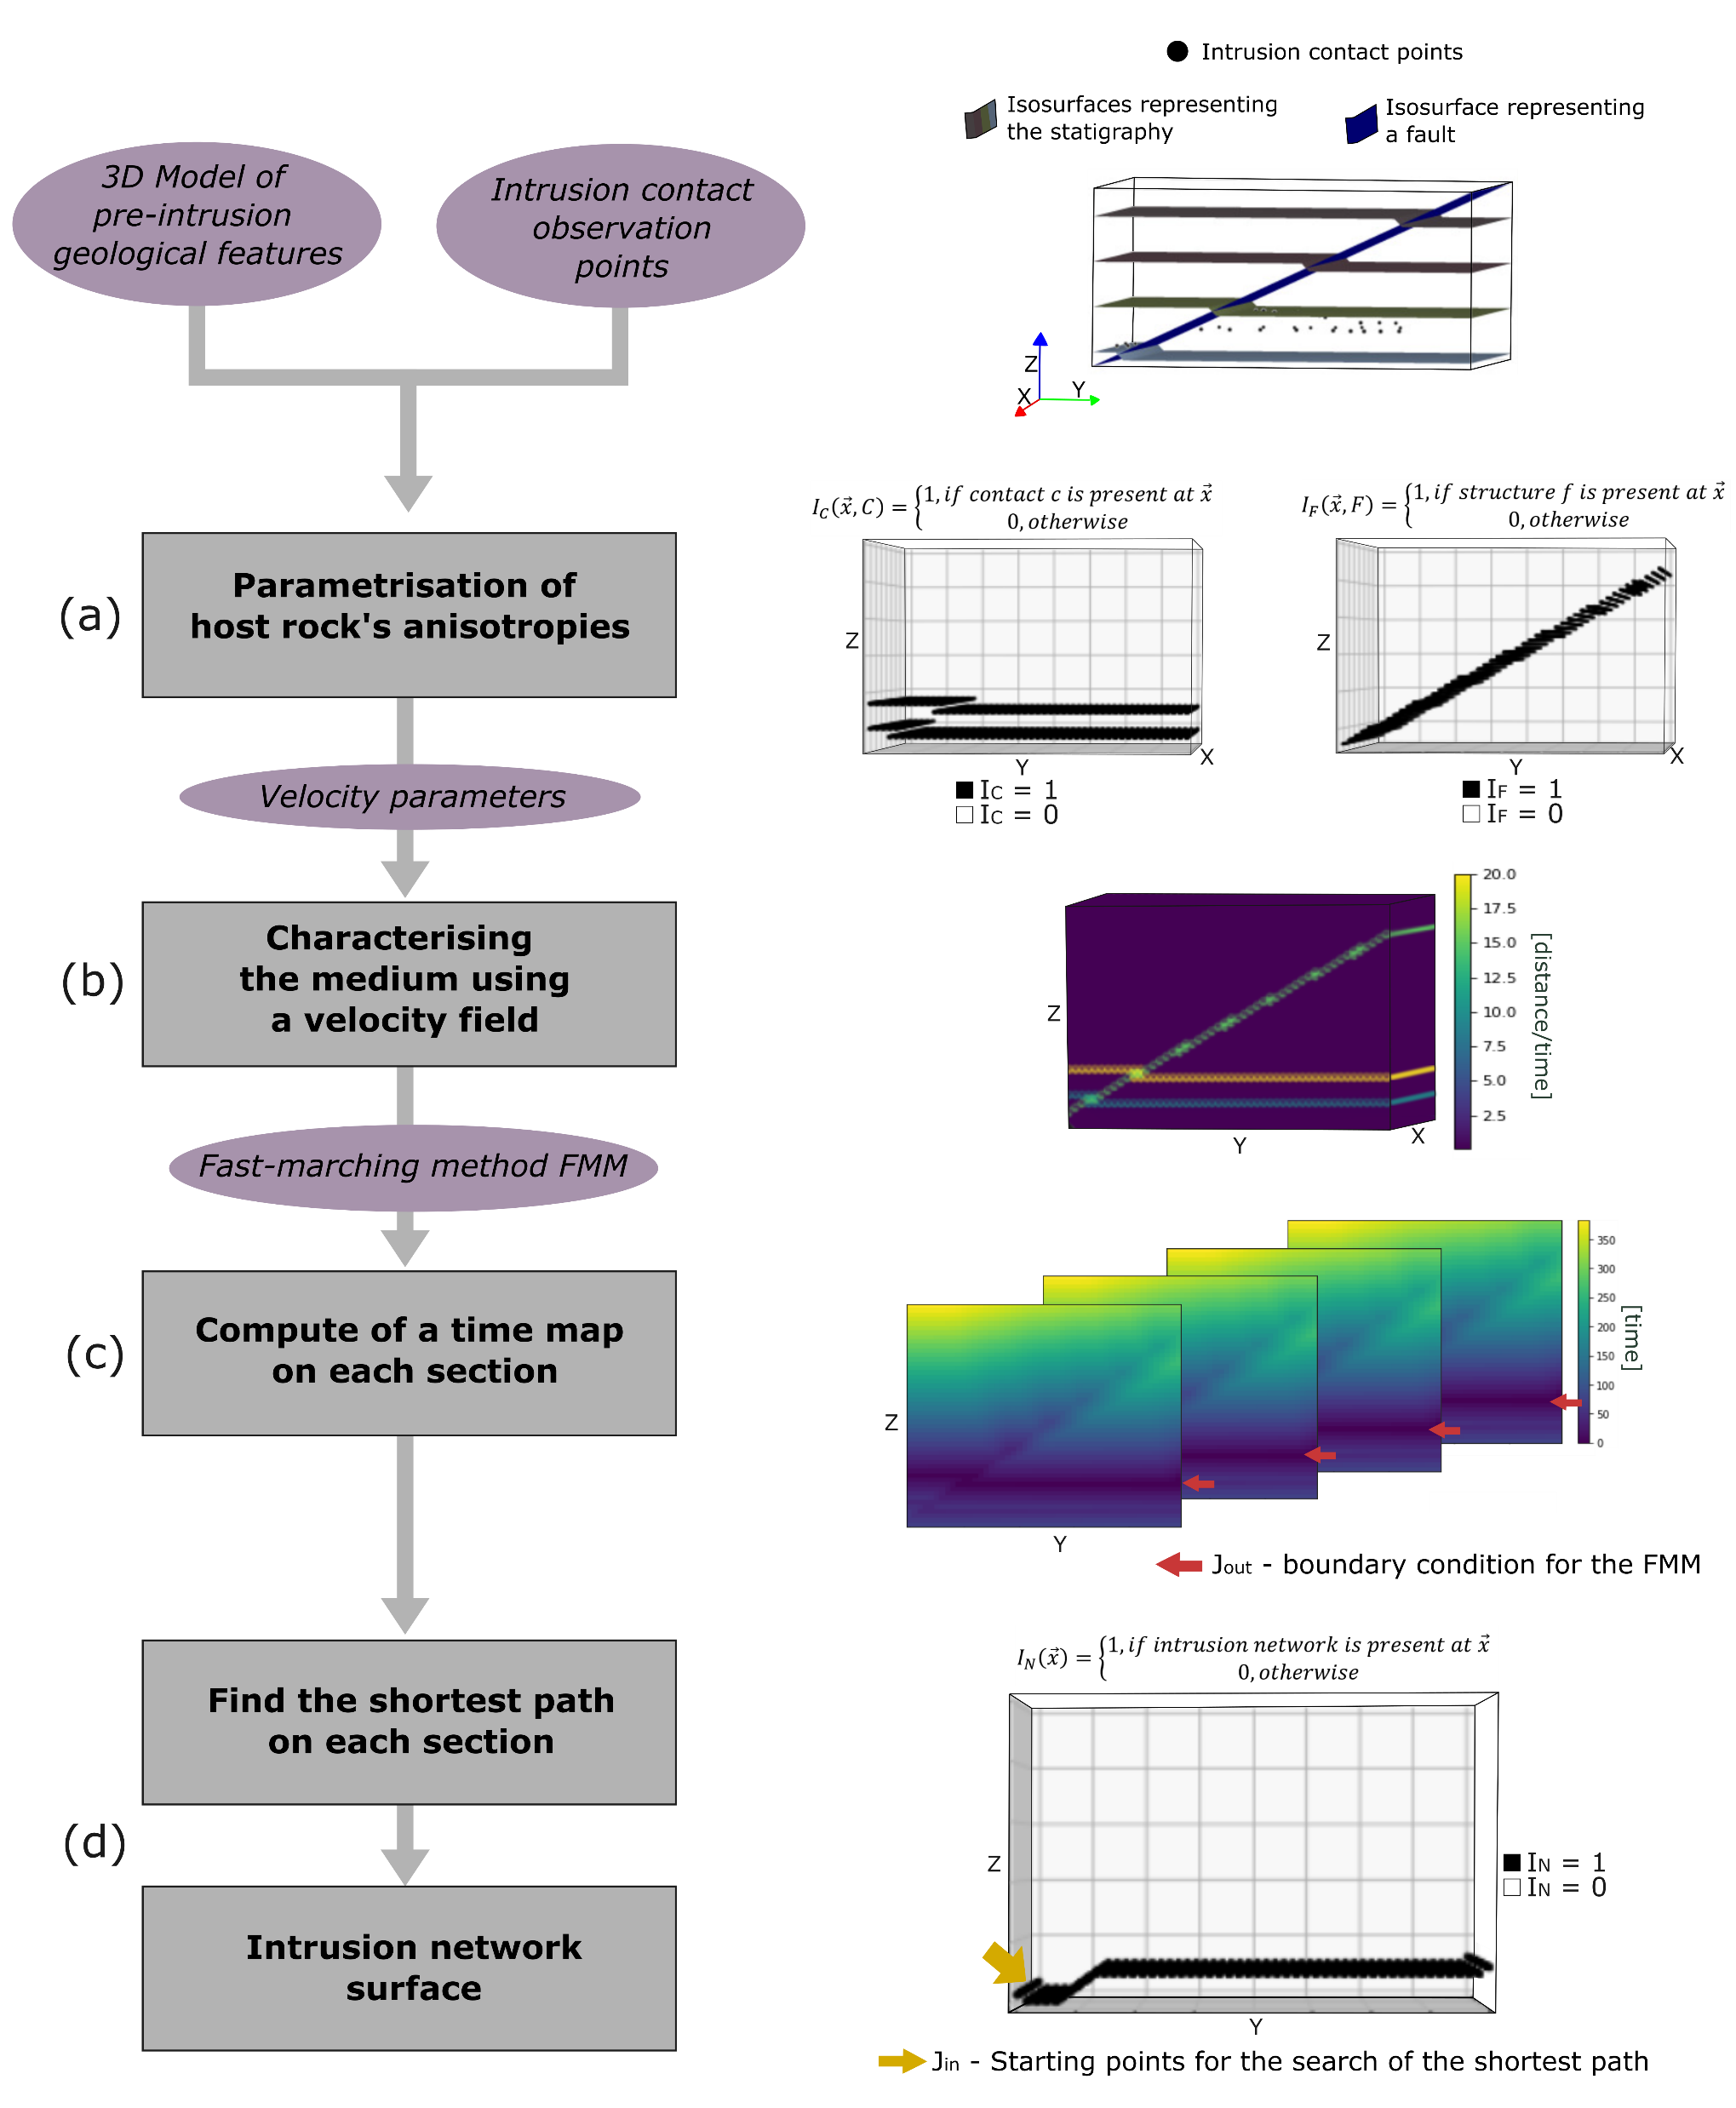 Intrusion contact points
Isosurfaces representing
the statigraphy
Isosurface representing
a fault
3D Model of
pre-intrusion
geological features
Intrusion contact
observation
points
Z
X
Y
(a)
Parametrisation of
host rock's anisotropies
I_C(x⃗, C) = {1, if contact c is present at x⃗
0, otherwise
Z
Y
X
■ IC = 1
□ IC = 0
I_F(x⃗, F) = {1, if structure f is present at x⃗
0, otherwise
Z
Y
X
■ IF = 1
□ IF = 0
Velocity parameters
(b)
Characterising
the medium using
a velocity field
Z
Y
X
20.0
17.5
15.0
12.5
10.0
7.5
5.0
2.5
[distance/time]
Fast-marching method FMM
(c)
Compute of a time map
on each section
Z
Y
350
300
250
200
150
100
50
0
[time]
Jout - boundary condition for the FMM
Find the shortest path
on each section
(d)
Intrusion network
surface
I_N(x⃗) = {1, if intrusion network is present at x⃗
0, otherwise
Z
Y
■ IN = 1
□ IN = 0
Jin - Starting points for the search of the shortest path